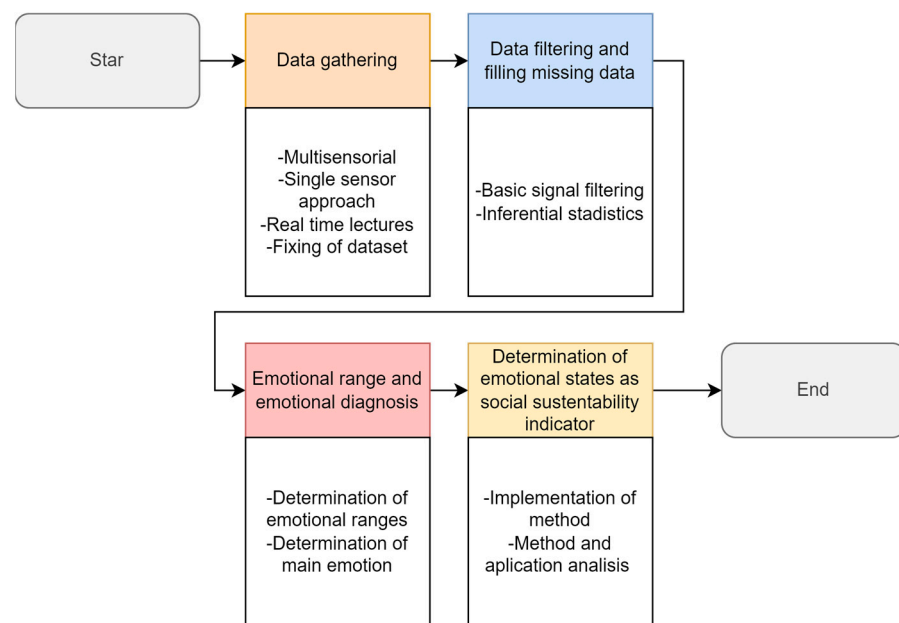 Star
Data gathering
-Multisensorial
-Single sensor
approach
-Real time lectures
-Fixing of dataset
Data filtering and
filling missing data
-Basic signal filtering
-Inferential stadistics
Emotional range and
emotional diagnosis
-Determination of
emotional ranges
-Determination of
main emotion
Determination of
emotional states as
social sustentability
indicator
-Implementation of
method
-Method and
aplication analisis
End